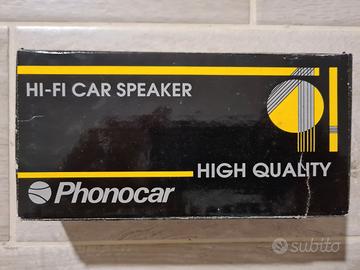 HI-FI CAR SPEAKER
HIGH QUALITY
Phonocar
subito